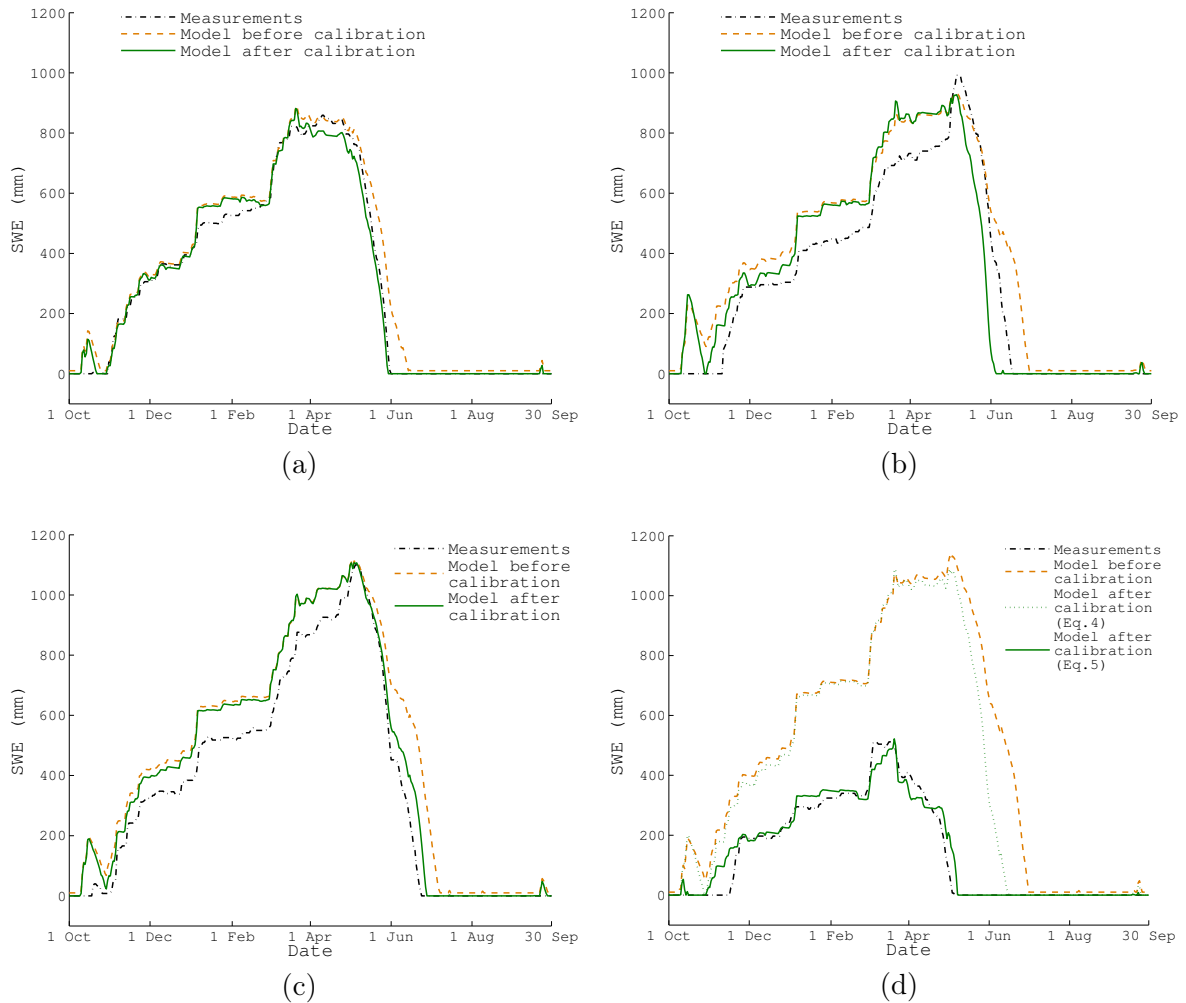 1200
1000
800
600
400
200
0
SWE (mm)
Measurements
Model before calibration
Model after calibration
1 Oct 1 Dec 1 Feb 1 Apr 1 Jun 1 Aug 30 Sep
Date
(a)
1200
1000
800
600
400
200
0
SWE (mm)
Measurements
Model before calibration
Model after calibration
1 Oct 1 Dec 1 Feb 1 Apr 1 Jun 1 Aug 30 Sep
Date
(b)
1200
1000
800
600
400
200
0
SWE (mm)
Measurements
Model before
calibration
Model after
calibration
1 Oct 1 Dec 1 Feb 1 Apr 1 Jun 1 Aug 30 Sep
Date
(c)
1200
1000
800
600
400
200
0
SWE (mm)
Measurements
Model before
calibration
Model after
calibration
(Eq.4)
Model after
calibration
(Eq.5)
1 Oct 1 Dec 1 Feb 1 Apr 1 Jun 1 Aug 30 Sep
Date
(d)